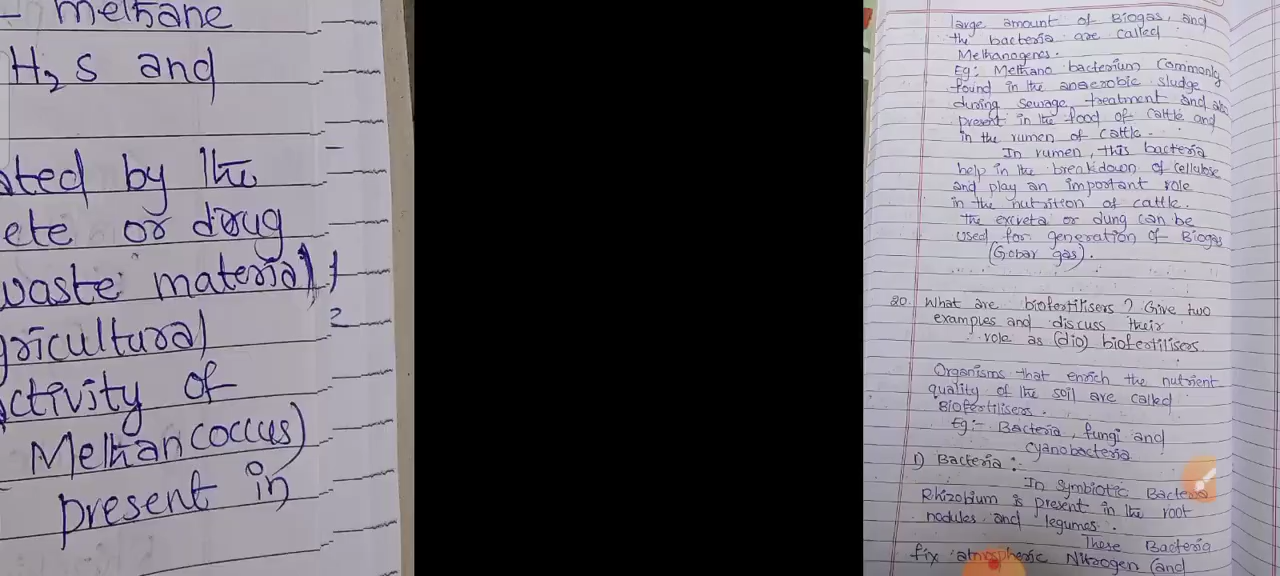 - Methane
H2S and
ated by the
ete or doug
waste material
gricultural
ctivity of
Methancoccus)
present in
large amount of Biogas, and
the bacteria are called
Methanogenes.
Eg: Methano bacterium commonly
found in the anaerobic sludge
during sewage treatment and
present in the food of cattle and
in the rumen of cattle.
In rumen, this bacteria
help in the breakdown of cellulose
and play an important role
in the nutrition of cattle.
the excreta or dung can be
used for generation of Biogas
(Gobar gas).
20. What are biofertilisers? Give two
examples and discuss their
role as (dio) biofertilisers.
Organisms that enrich the nutrient
quality of the soil are called
Biofertilisers.
Eg:- Bacteria, fungi and
cyanobacteria
1) Bacteria:
In Symbiotic Bacteria
Rhizobium is present in the root
nodules and legumes.
These Bacteria
fix atmospheric Nitrogen (and